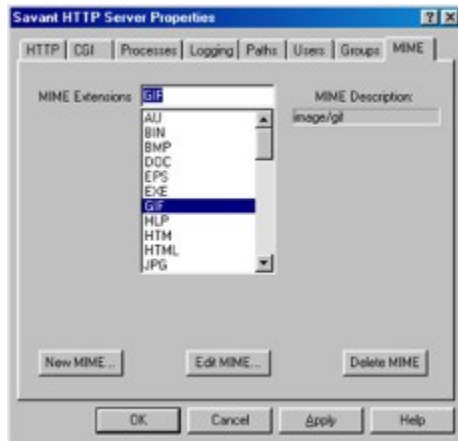 Savant HTTP Server Properties
HTTP CGI Processes Logging Paths Users Groups MIME
MIME Extensions GIF MIME Description:
image/gif
AU
BIN
BMP
DOC
EPS
EXE
GIF
HLP
HTM
HTML
JPG
New MIME... Edit MIME... Delete MIME
OK Cancel Apply Help